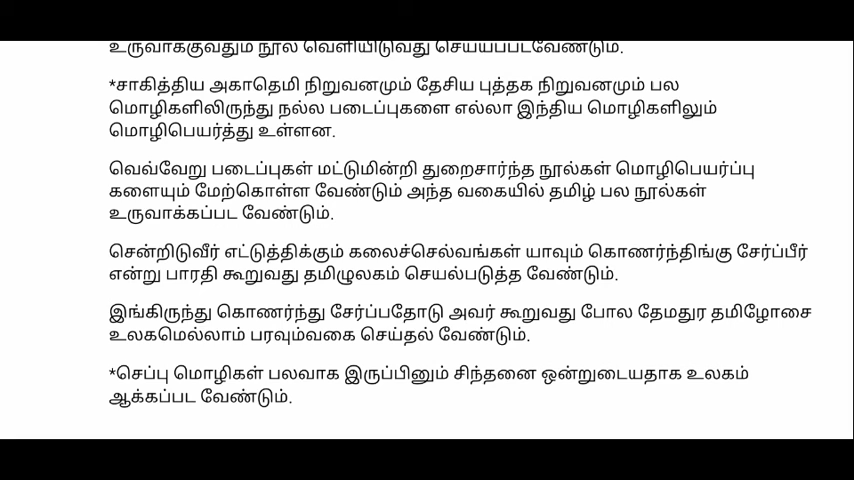 உருவாக்குவதும் நூல் வெளியிடுவது செய்யப்படவேண்டும்.
*சாகித்திய அகாதெமி நிறுவனமும் தேசிய புத்தக நிறுவனமும் பல
மொழிகளிலிருந்து நல்ல படைப்புகளை எல்லா இந்திய மொழிகளிலும்
மொழிபெயர்த்து உள்ளன.
வெவ்வேறு படைப்புகள் மட்டுமின்றி துறைசார்ந்த நூல்கள் மொழிபெயர்ப்பு
களையும் மேற்கொள்ள வேண்டும் அந்த வகையில் தமிழ் பல நூல்கள்
உருவாக்கப்பட வேண்டும்.
சென்றிடுவீர் எட்டுத்திக்கும் கலைச்செல்வங்கள் யாவும் கொணர்ந்திங்கு சேர்ப்பீர்
என்று பாரதி கூறுவது தமிழுலகம் செயல்படுத்த வேண்டும்.
இங்கிருந்து கொணர்ந்து சேர்ப்பதோடு அவர் கூறுவது போல தேமதுர தமிழோசை
உலகமெல்லாம் பரவும்வகை செய்தல் வேண்டும்.
*செப்பு மொழிகள் பலவாக இருப்பினும் சிந்தனை ஒன்றுடையதாக உலகம்
ஆக்கப்பட வேண்டும்.